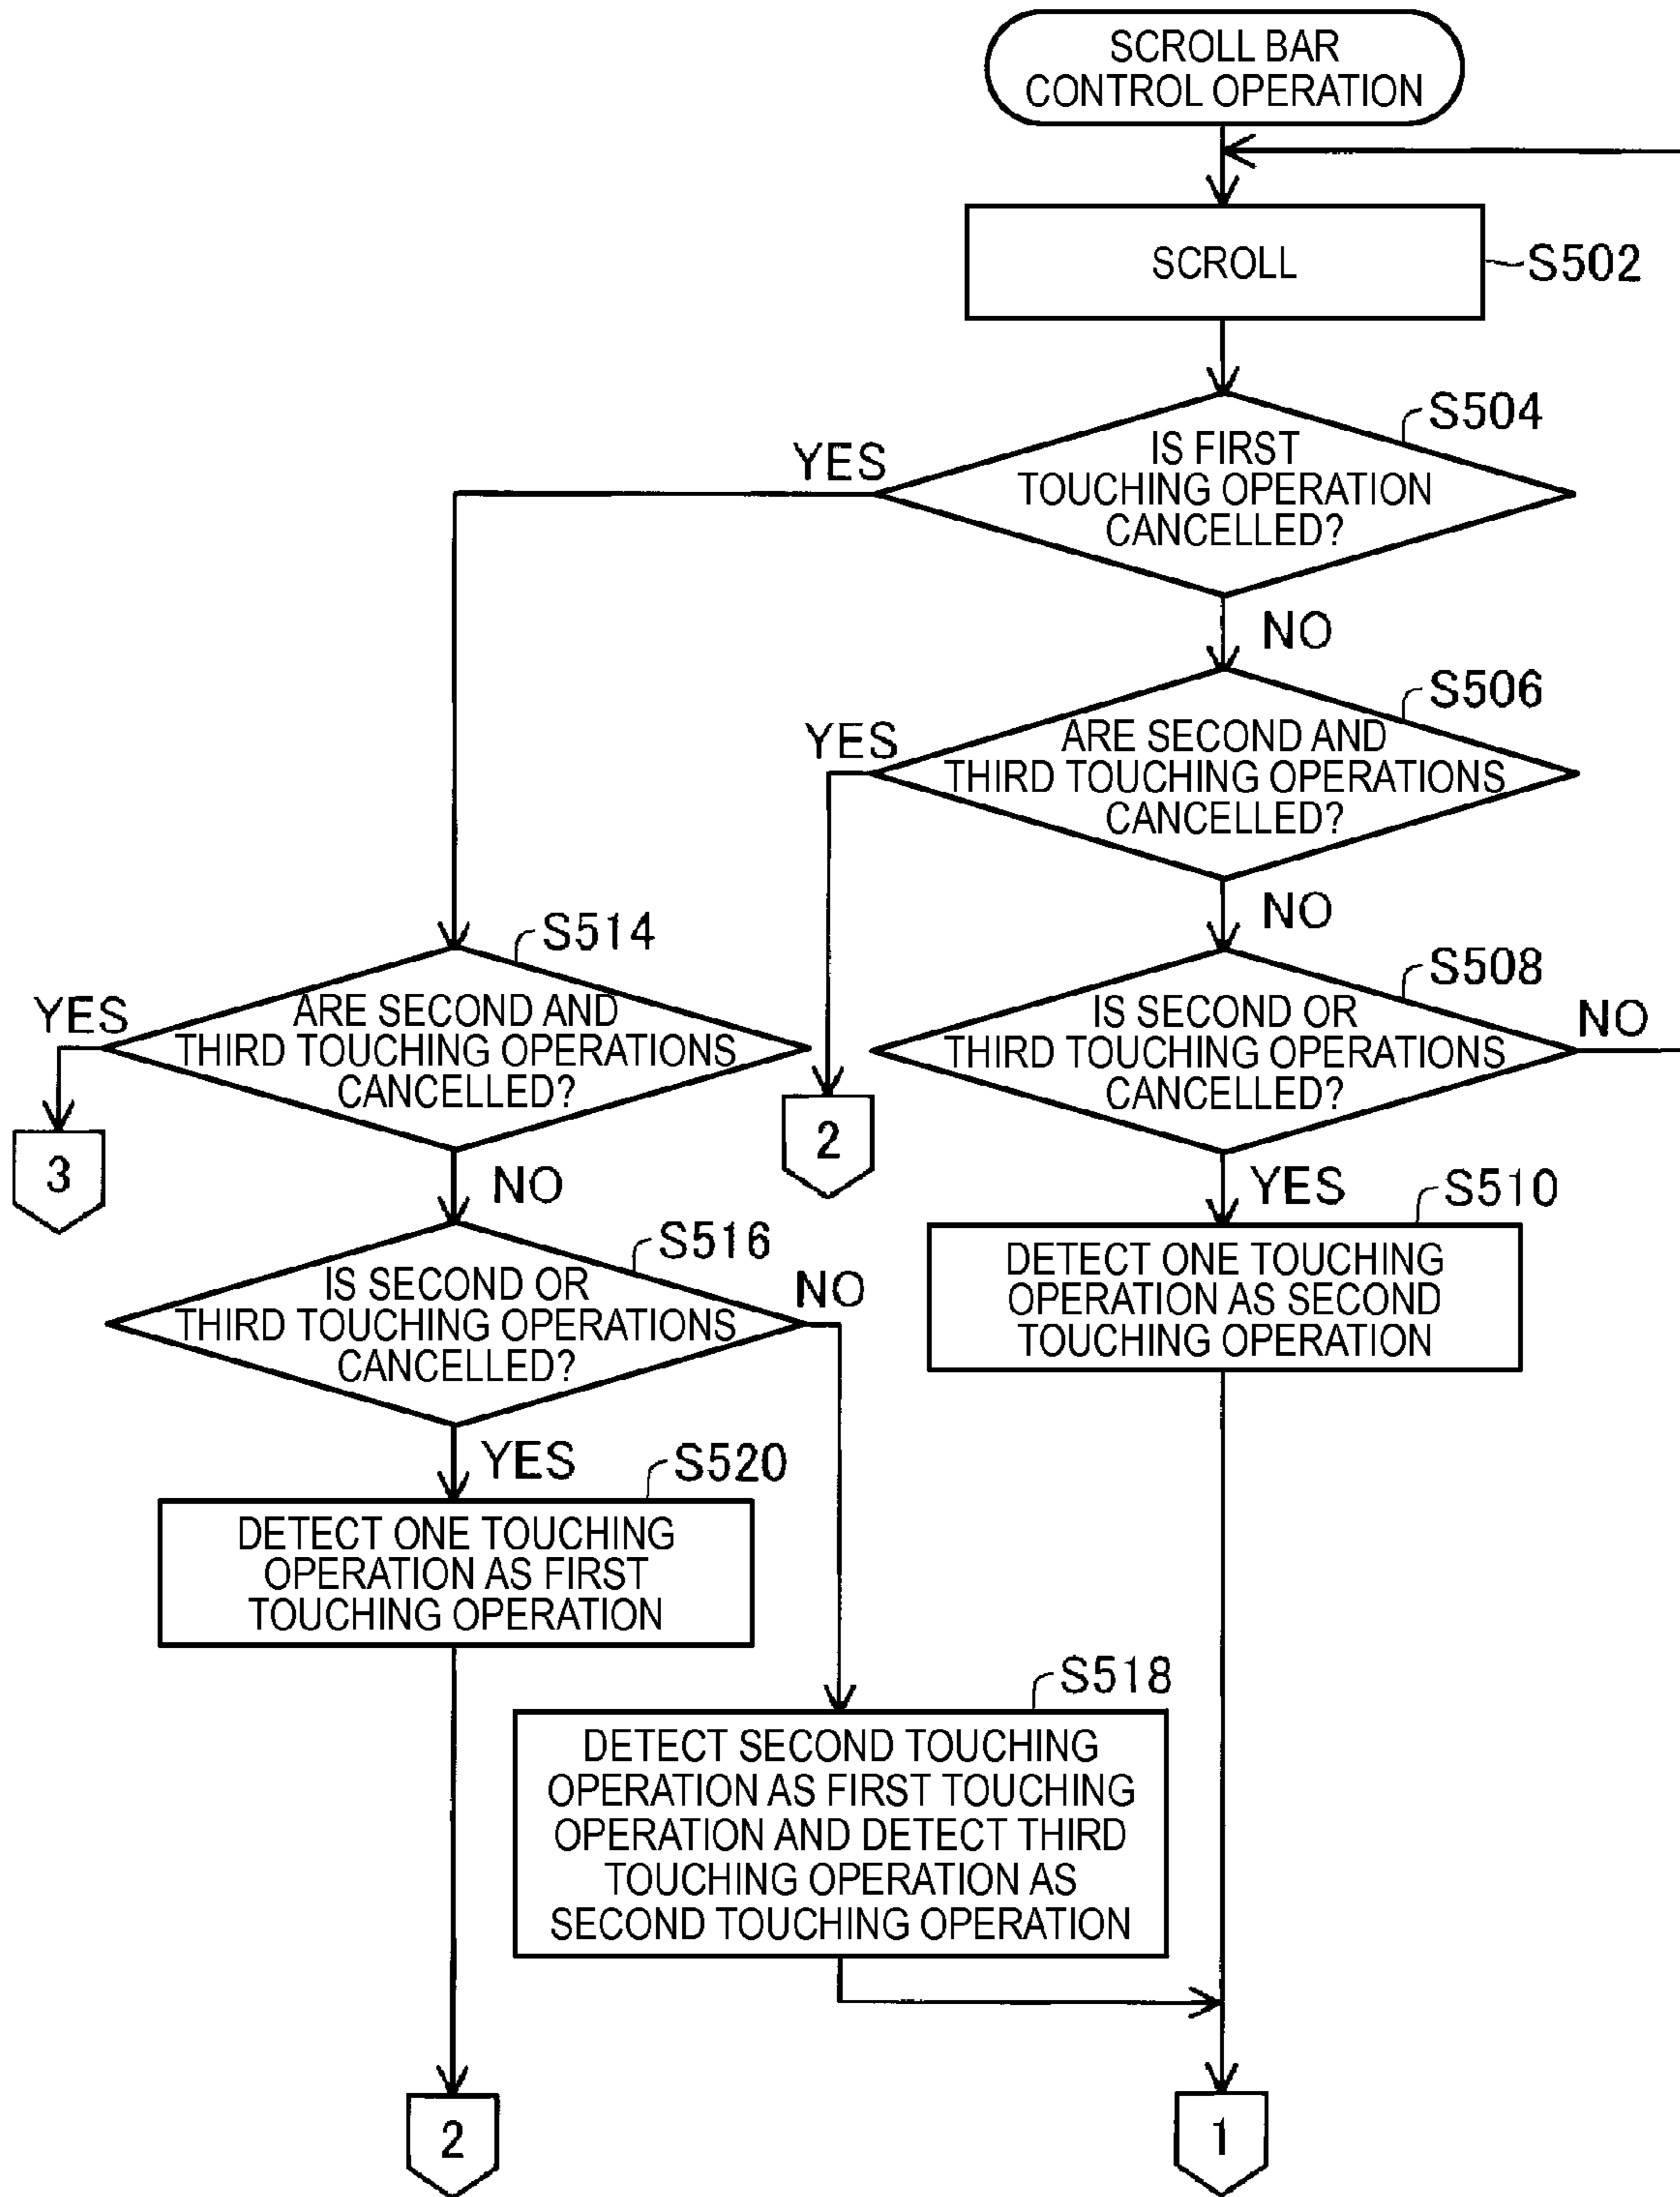 SCROLL BAR
CONTROL OPERATION
SCROLL
S502
S504
YES
IS FIRST
TOUCHING OPERATION
CANCELLED?
NO
S506
YES
ARE SECOND AND
THIRD TOUCHING OPERATIONS
CANCELLED?
NO
S514
S508
YES
ARE SECOND AND
THIRD TOUCHING OPERATIONS
CANCELLED?
IS SECOND OR
THIRD TOUCHING OPERATIONS
CANCELLED?
NO
3
2
NO
YES
S510
S516
IS SECOND OR
THIRD TOUCHING OPERATIONS
CANCELLED?
NO
DETECT ONE TOUCHING
OPERATION AS SECOND
TOUCHING OPERATION
YES
S520
DETECT ONE TOUCHING
OPERATION AS FIRST
TOUCHING OPERATION
S518
DETECT SECOND TOUCHING
OPERATION AS FIRST TOUCHING
OPERATION AND DETECT THIRD
TOUCHING OPERATION AS
SECOND TOUCHING OPERATION
2
1